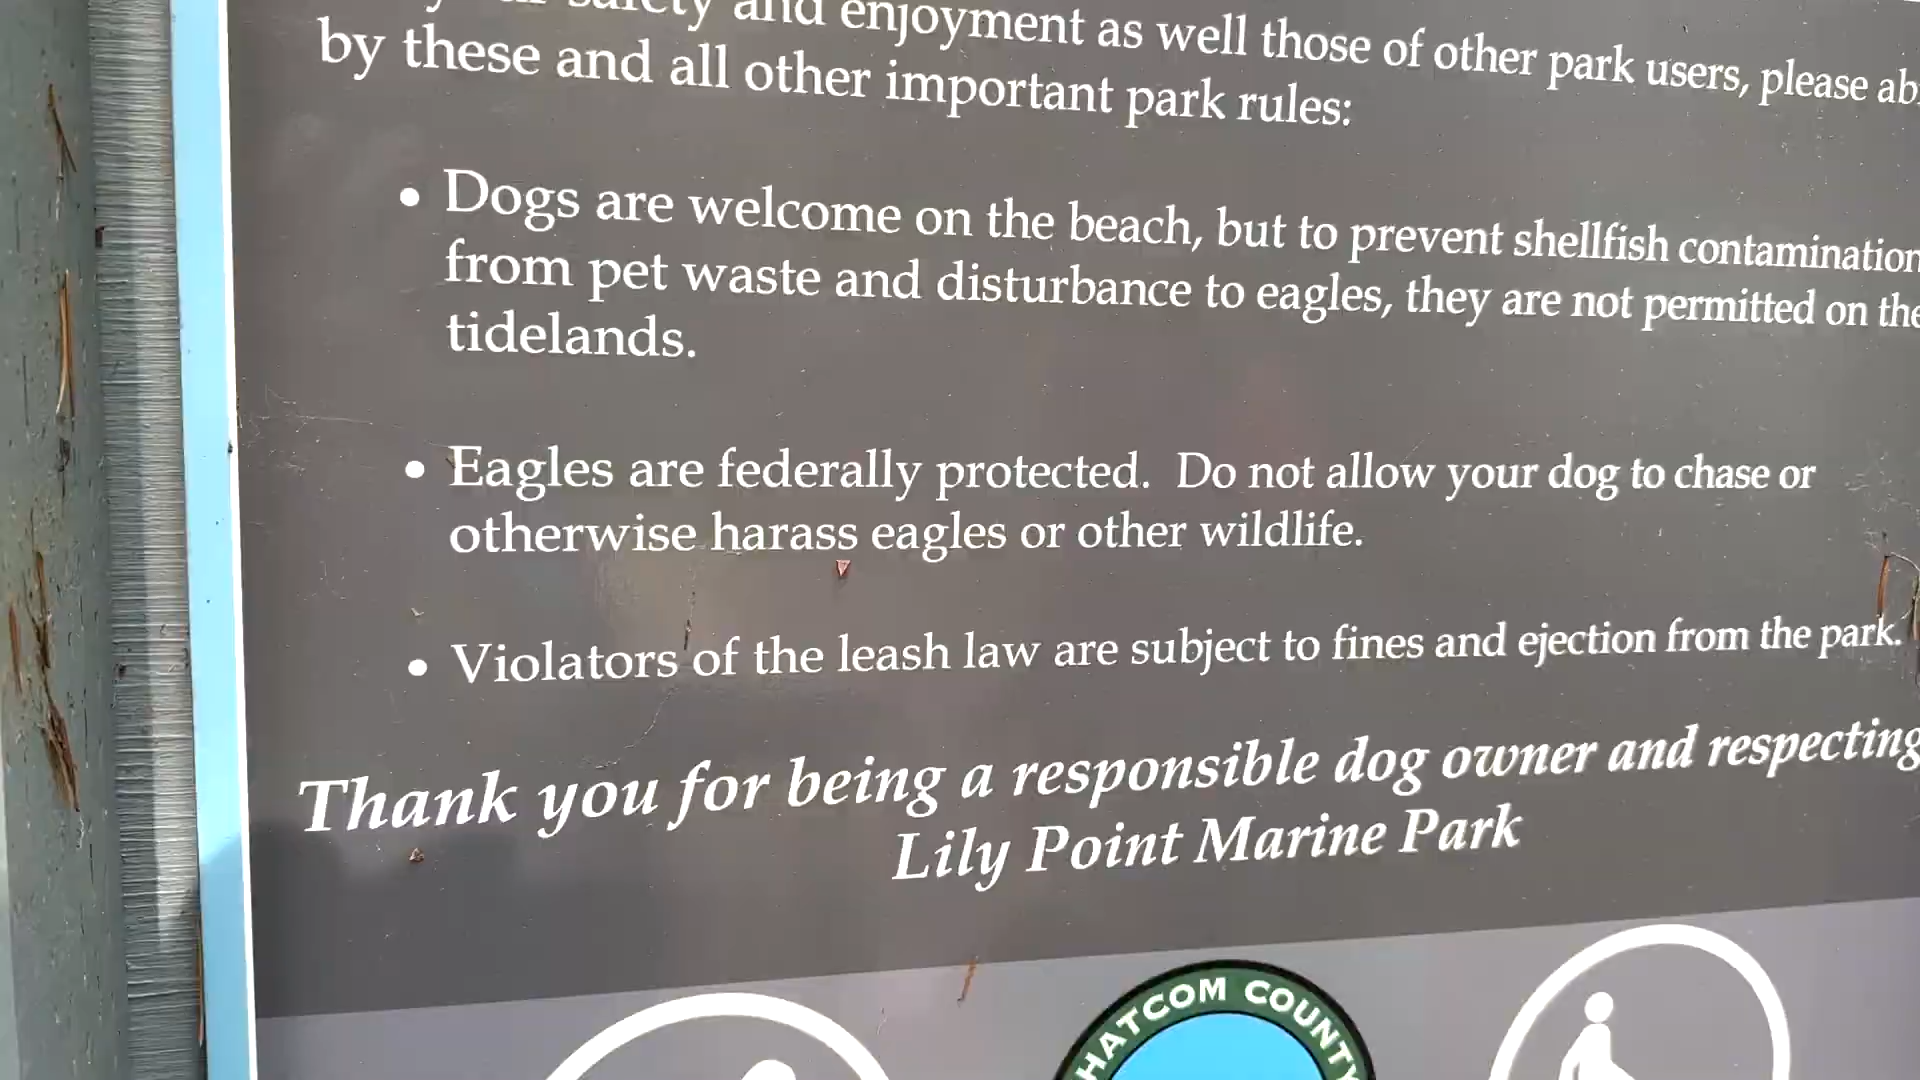 safety and enjoyment as well those of other park users, please
by these and all other important park rules:
• Dogs are welcome on the beach, but to prevent shellfish contamination
from pet waste and disturbance to eagles, they are not permitted on the
tidelands.
• Eagles are federally protected. Do not allow your dog to chase or
otherwise harass eagles or other wildlife.
• Violators of the leash law are subject to fines and ejection from the park.
Thank you for being a responsible dog owner and respecting
Lily Point Marine Park
HATCOM COUNTY